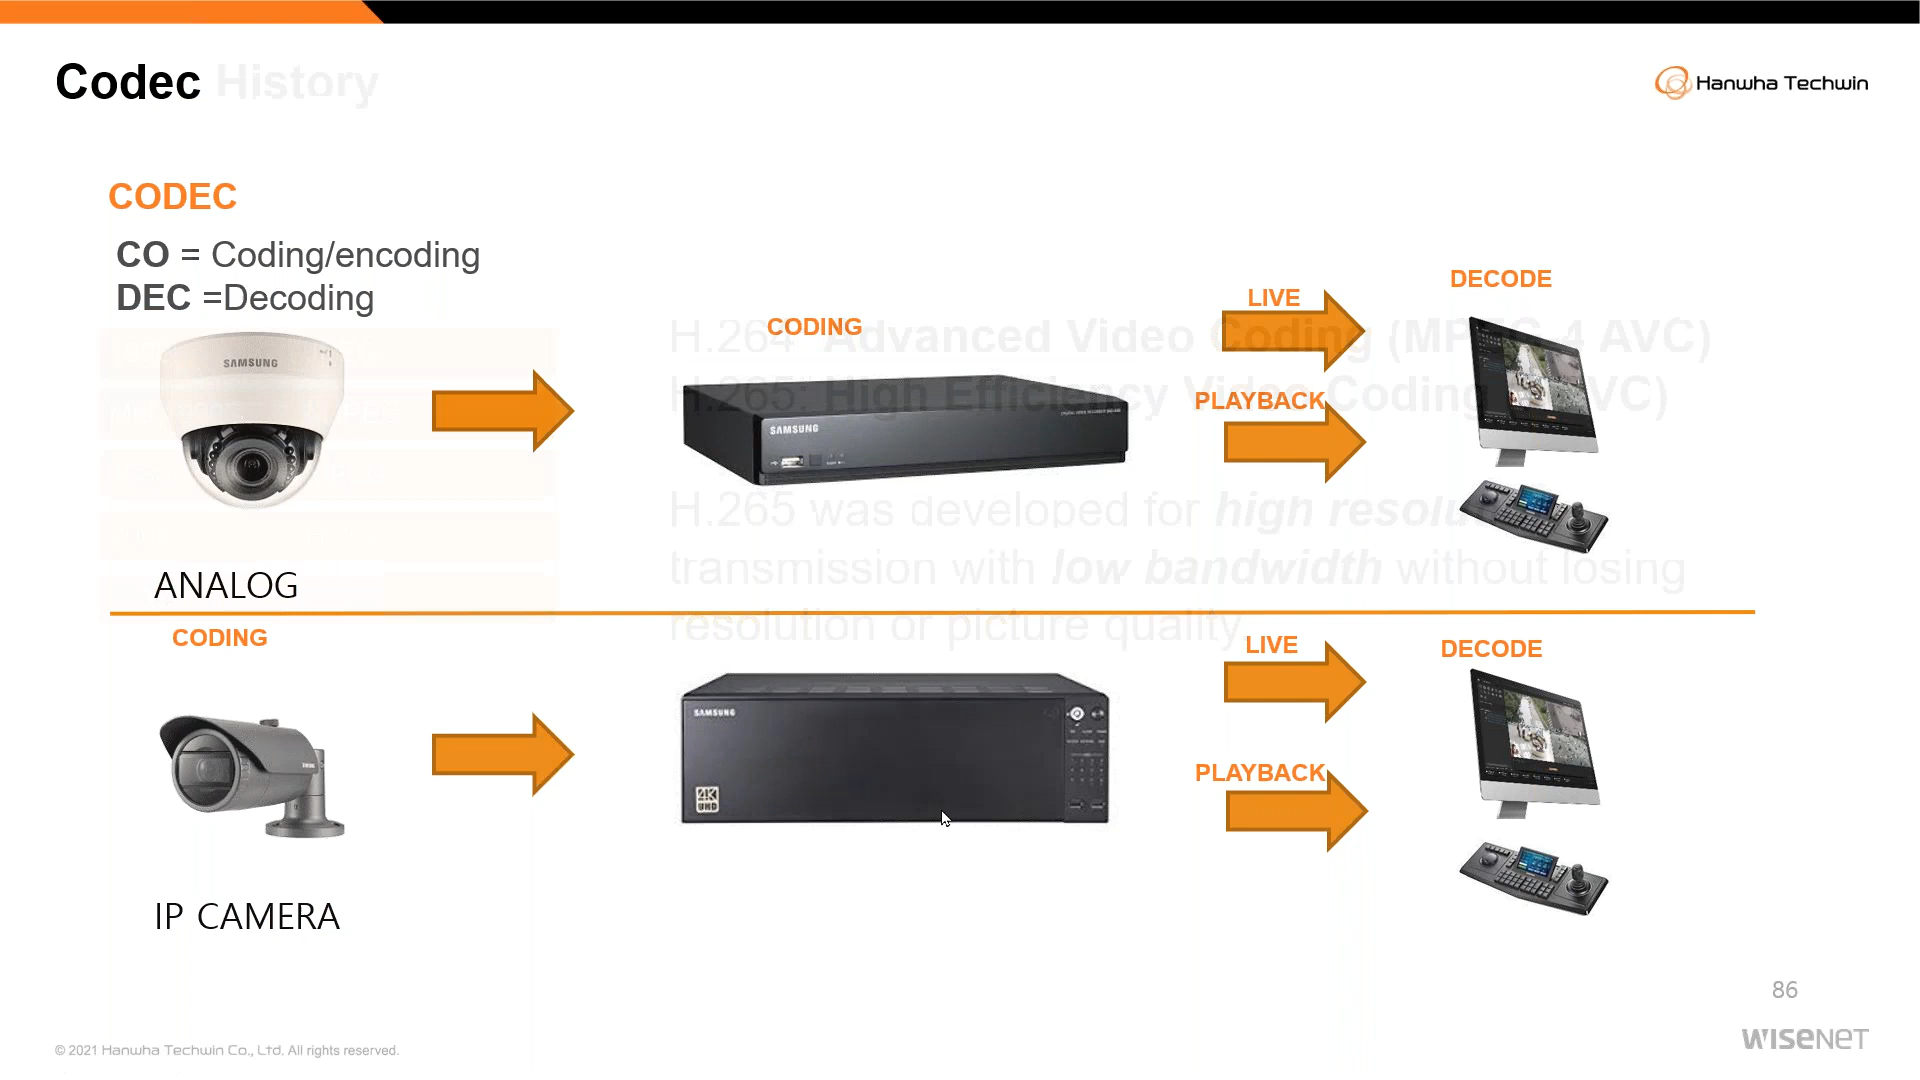 Codec History
Hanwha Techwin
CODEC
CO = Coding/encoding
DEC =Decoding
SAMSUNG
ANALOG
CODING
SAMSUNG
LIVE
PLAYBACK
DECODE
H.264: Advanced Video Coding (MPEG-4 AVC)
H.265: High Efficiency Video Coding
H.265 was developed for high resolu
transmission with low bandwidth without losing
resolution or picture quality.
CODING
IP CAMERA
SAMSUNG
4K
UHD
LIVE
PLAYBACK
DECODE
86
© 2021 Hanwha Techwin Co., Ltd. All rights reserved.
WISENET